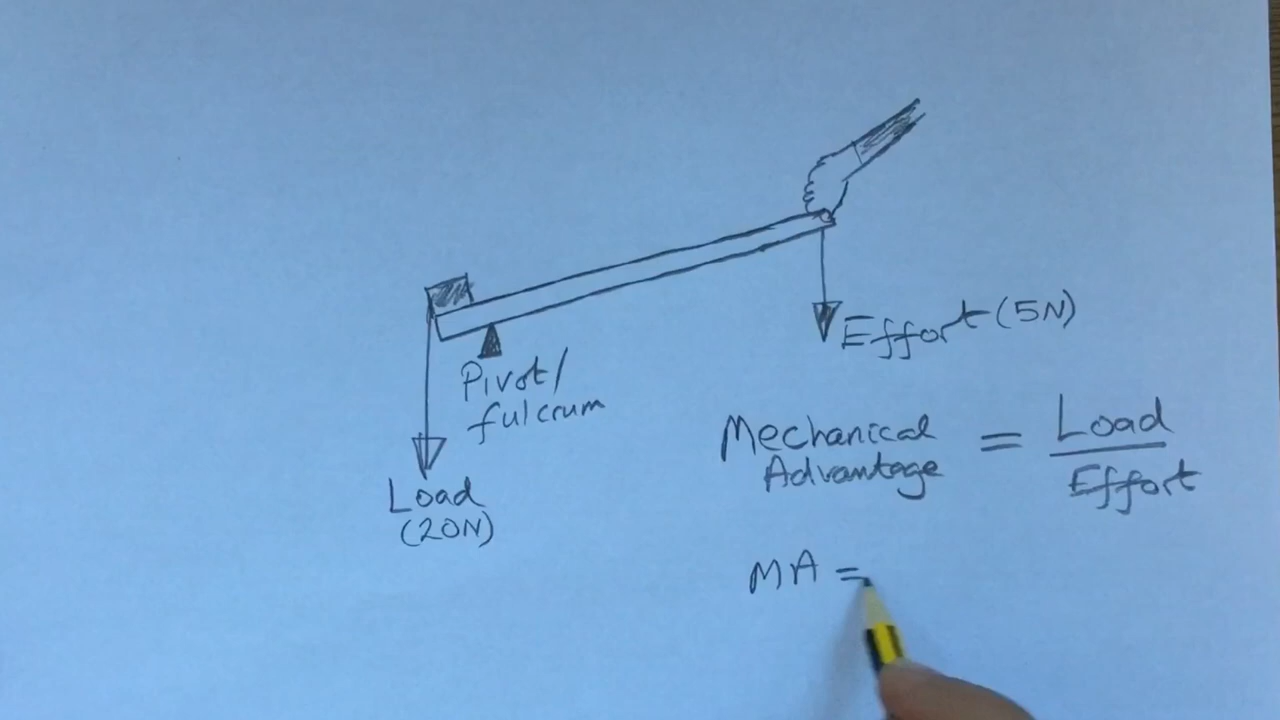 Pivot/
fulcrum
Load
(20N)
Effort (5N)
Mechanical
Advantage
=
Load
Effort
MA =